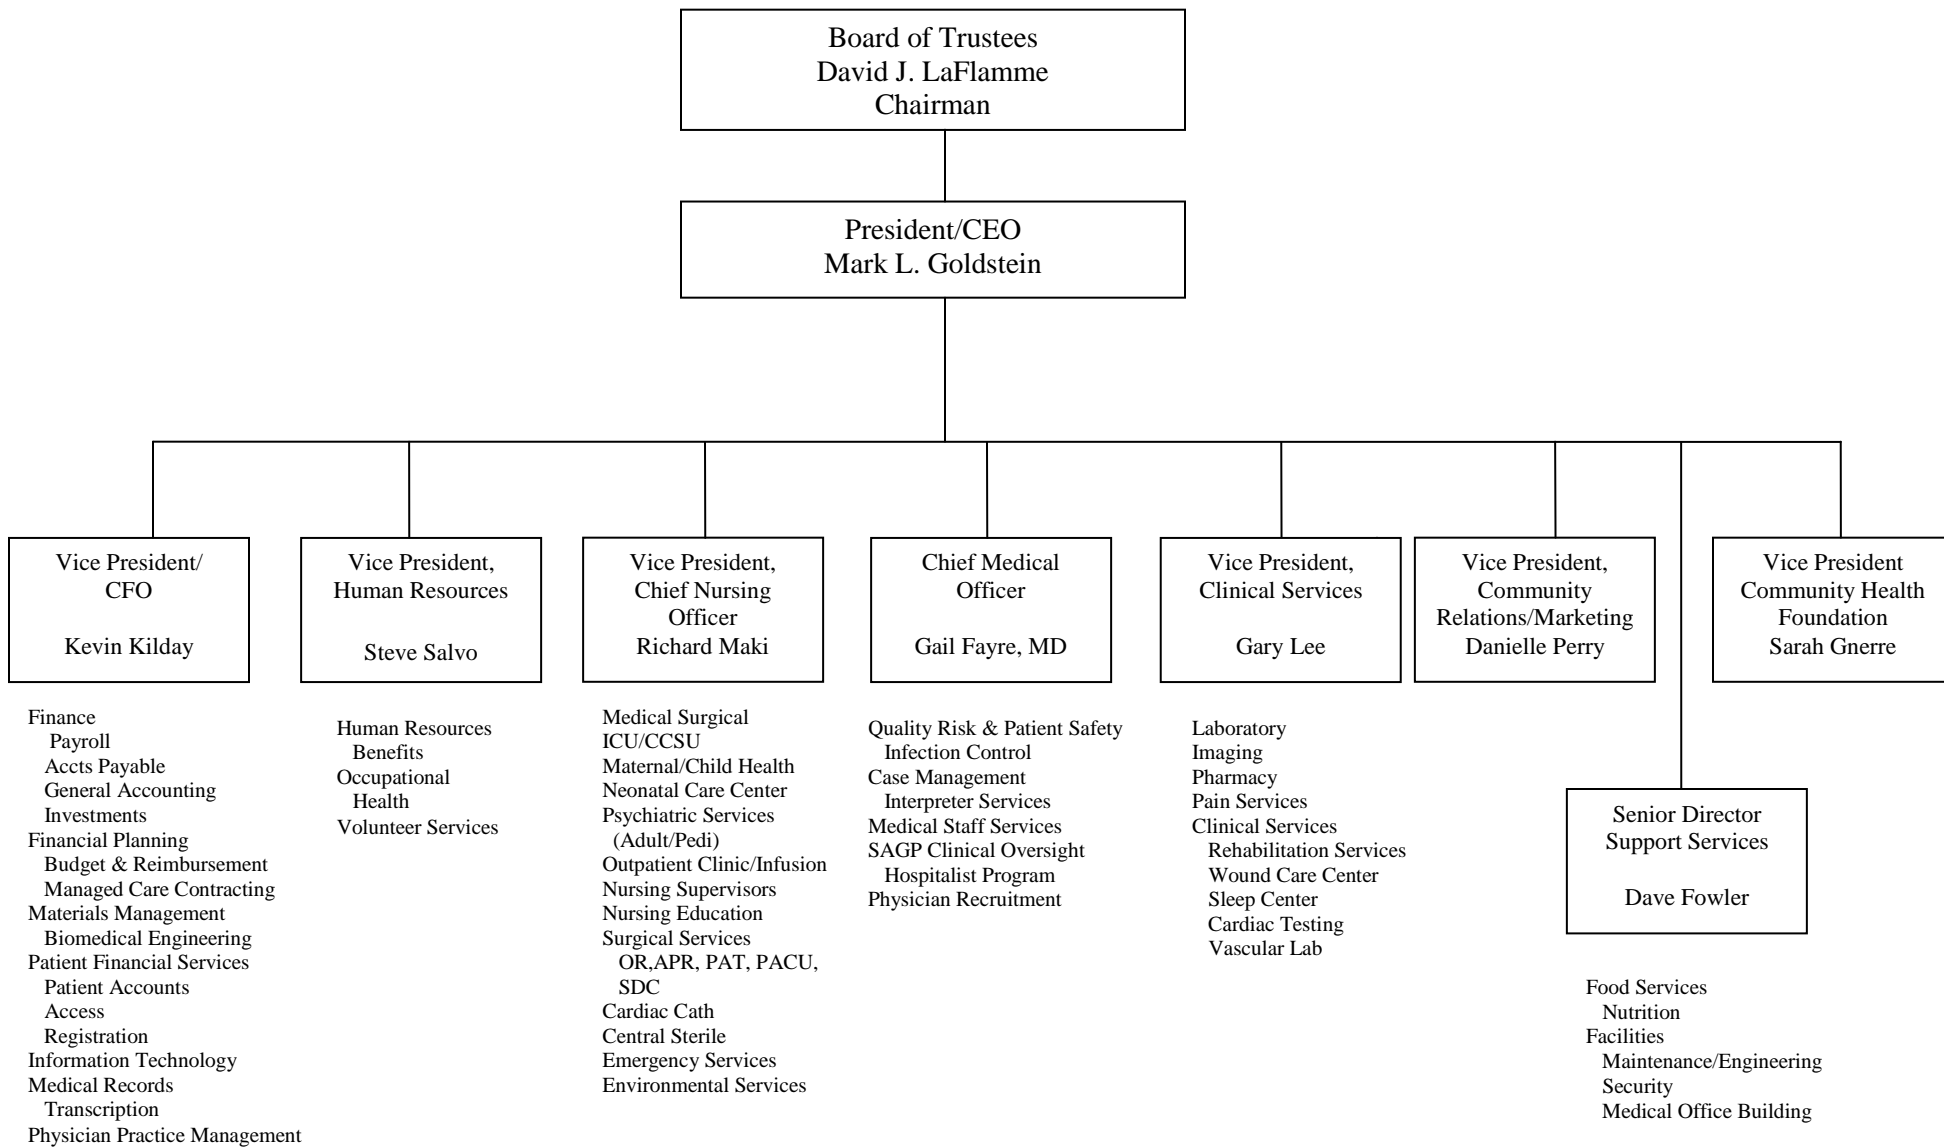 Board of Trustees
David J. LaFlamme
Chairman
President/CEO
Mark L. Goldstein
Vice President/
CFO
Kevin Kilday
Vice President,
Human Resources
Steve Salvo
Vice President,
Chief Nursing
Officer
Richard Maki
Chief Medical
Officer
Gail Fayre, MD
Vice President,
Clinical Services
Gary Lee
Vice President,
Community
Relations/Marketing
Danielle Perry
Vice President
Community Health
Foundation
Sarah Gnerre
Finance
Payroll
Accts Payable
General Accounting
Investments
Financial Planning
Budget & Reimbursement
Managed Care Contracting
Materials Management
Biomedical Engineering
Patient Financial Services
Patient Accounts
Access
Registration
Information Technology
Medical Records
Transcription
Physician Practice Management
Human Resources
Benefits
Occupational
Health
Volunteer Services
Medical Surgical
ICU/CCSU
Maternal/Child Health
Neonatal Care Center
Psychiatric Services
(Adult/Pedi)
Outpatient Clinic/Infusion
Nursing Supervisors
Nursing Education
Surgical Services
OR,APR, PAT, PACU,
SDC
Cardiac Cath
Central Sterile
Emergency Services
Environmental Services
Quality Risk & Patient Safety
Infection Control
Case Management
Interpreter Services
Medical Staff Services
SAGP Clinical Oversight
Hospitalist Program
Physician Recruitment
Laboratory
Imaging
Pharmacy
Pain Services
Clinical Services
Rehabilitation Services
Wound Care Center
Sleep Center
Cardiac Testing
Vascular Lab
Senior Director
Support Services
Dave Fowler
Food Services
Nutrition
Facilities
Maintenance/Engineering
Security
Medical Office Building